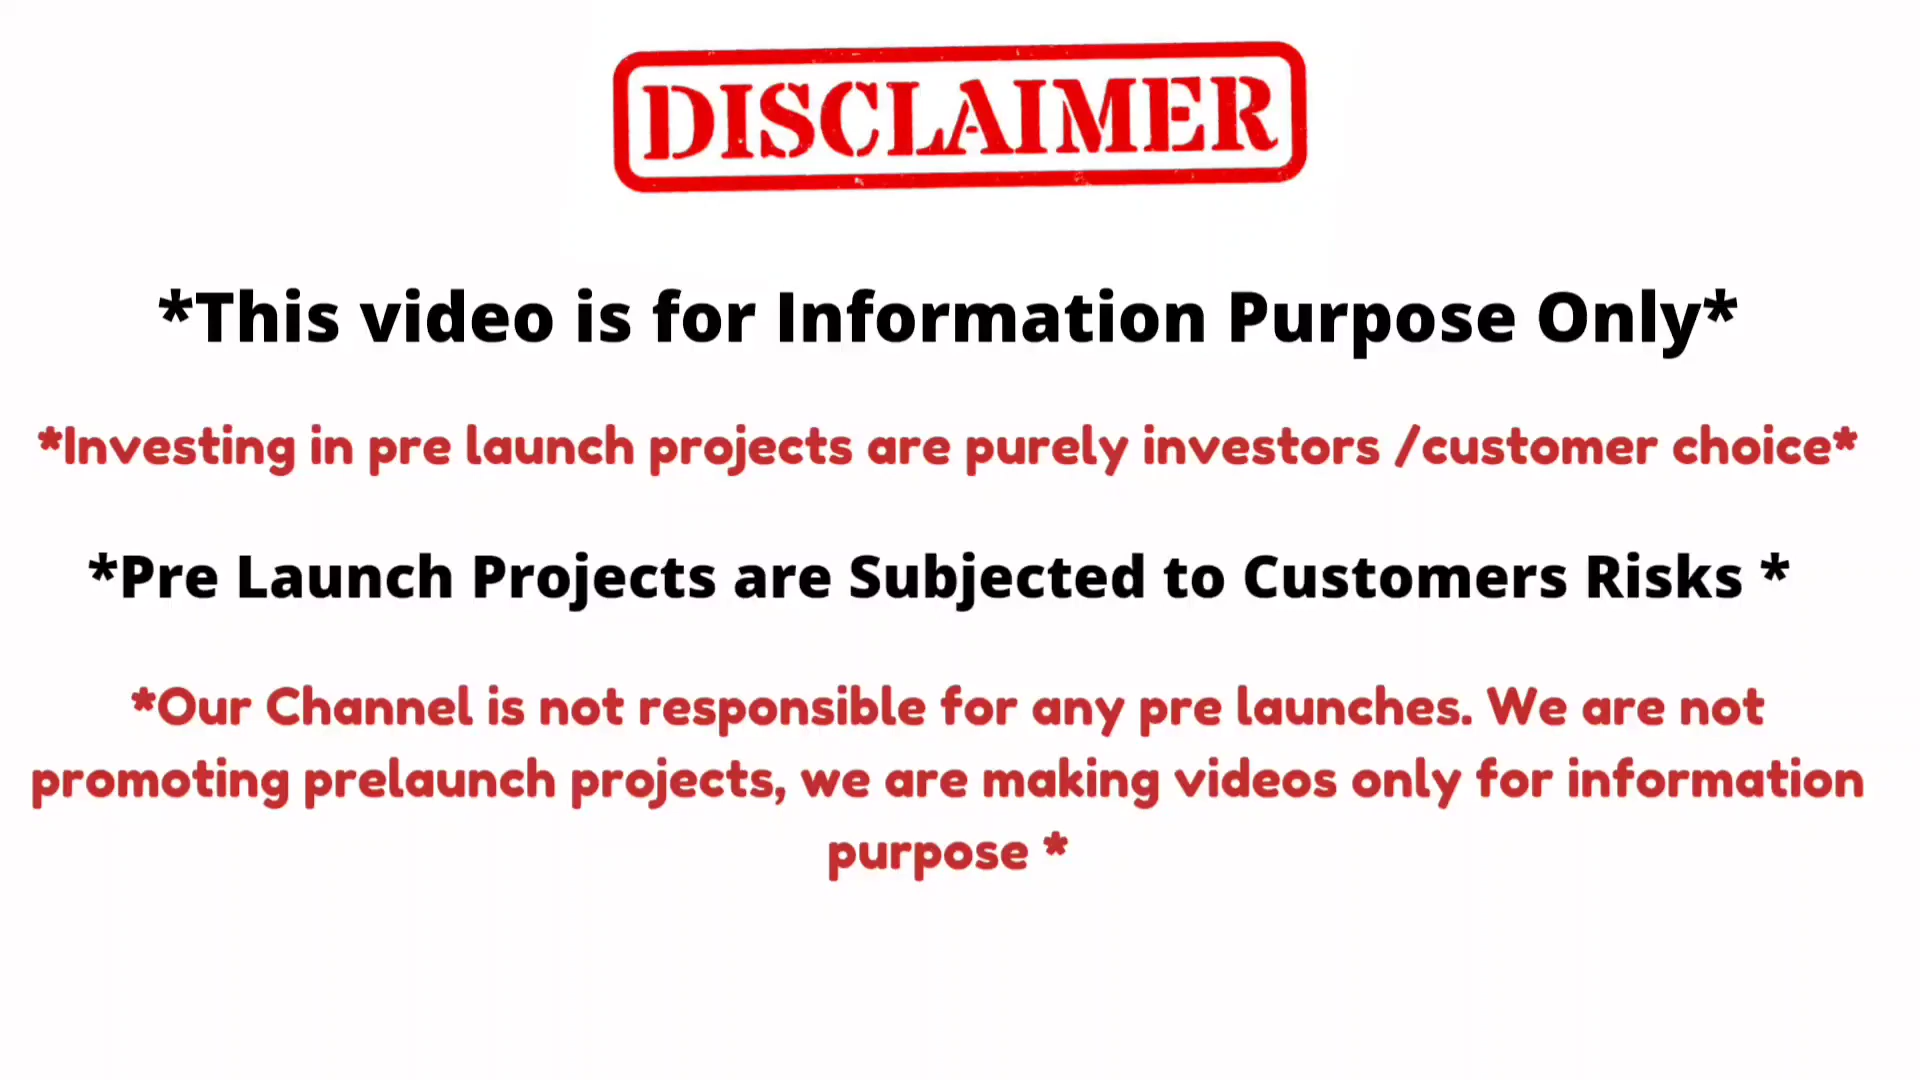 DISCLAIMER
*This video is for Information Purpose Only*
*Investing in pre launch projects are purely investors /customer choice*
*Pre Launch Projects are Subjected to Customers Risks *
*Our Channel is not responsible for any pre launches. We are not
promoting prelaunch projects, we are making videos only for information
purpose *